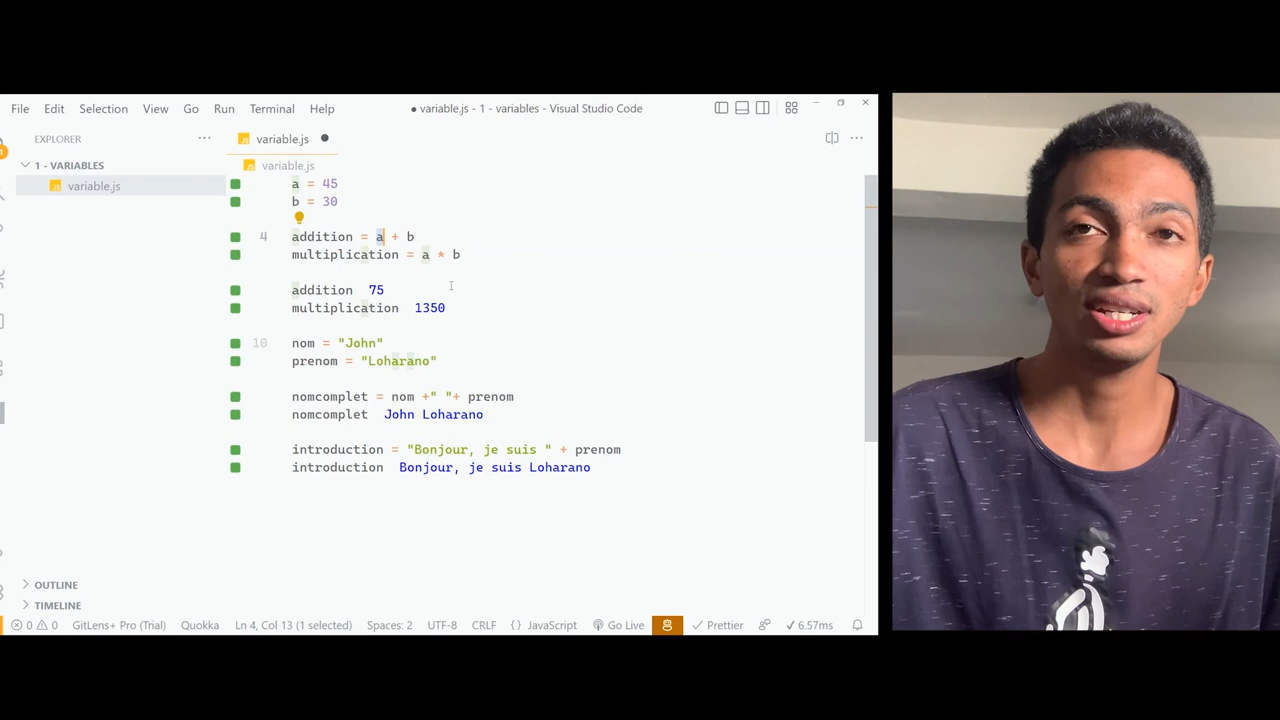 File Edit Selection View Go Run Terminal Help
● variable.js - 1 - variables - Visual Studio Code
EXPLORER
variable.js
1 - VARIABLES
variable.js
variable.js
a = 45
b = 30
4 addition = a + b
multiplication = a * b
addition 75
multiplication 1350
10 nom = "John"
prenom = "Loharano"
nomcomplet = nom +" "+ prenom
nomcomplet John Loharano
introduction = "Bonjour, je suis " + prenom
introduction Bonjour, je suis Loharano
OUTLINE
TIMELINE
0 0 GitLens+ Pro (Trial) Quokka Ln 4, Col 13 (1 selected) Spaces: 2 UTF-8 CRLF {} JavaScript Go Live Prettier 6.57ms